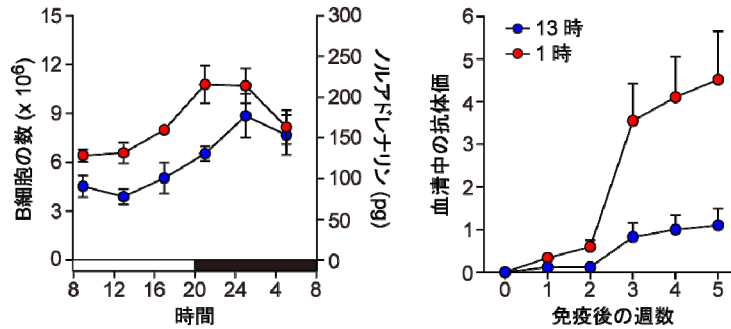 B細胞の数 (x 10⁶)
15
12
9
6
3
0
300
250
200
150
100
50
0
ノルアドレナリン (pg)
8 12 16 20 24 5 8
時間
血清中の抗体価
6
5
4
3
2
1
0
13 時
1 時
0 1 2 3 4 5
免疫後の週数